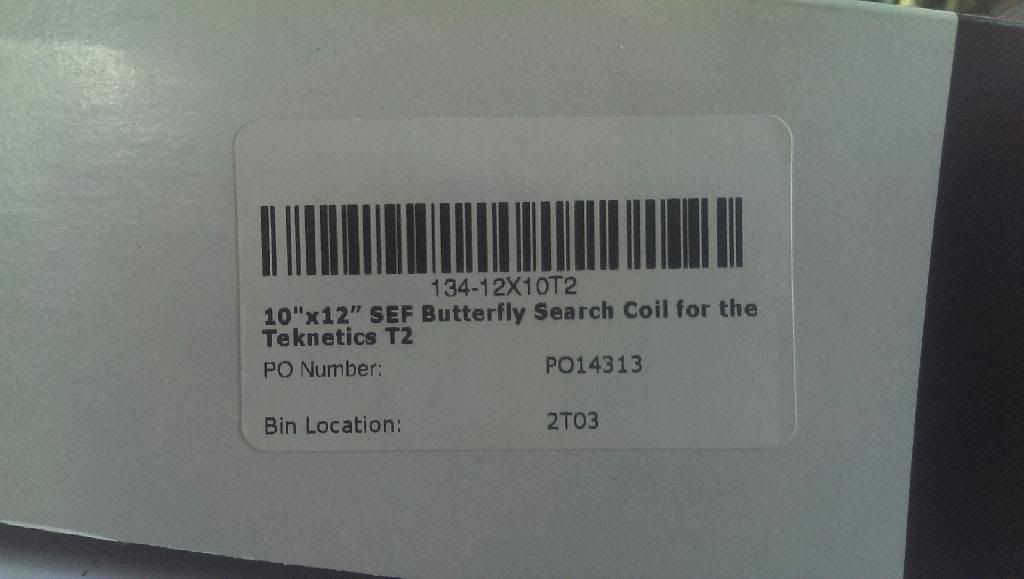 134-12X10T2
10"x12” SEF Butterfly Search Coil for the
Teknetics T2
PO Number: PO14313
Bin Location: 2T03